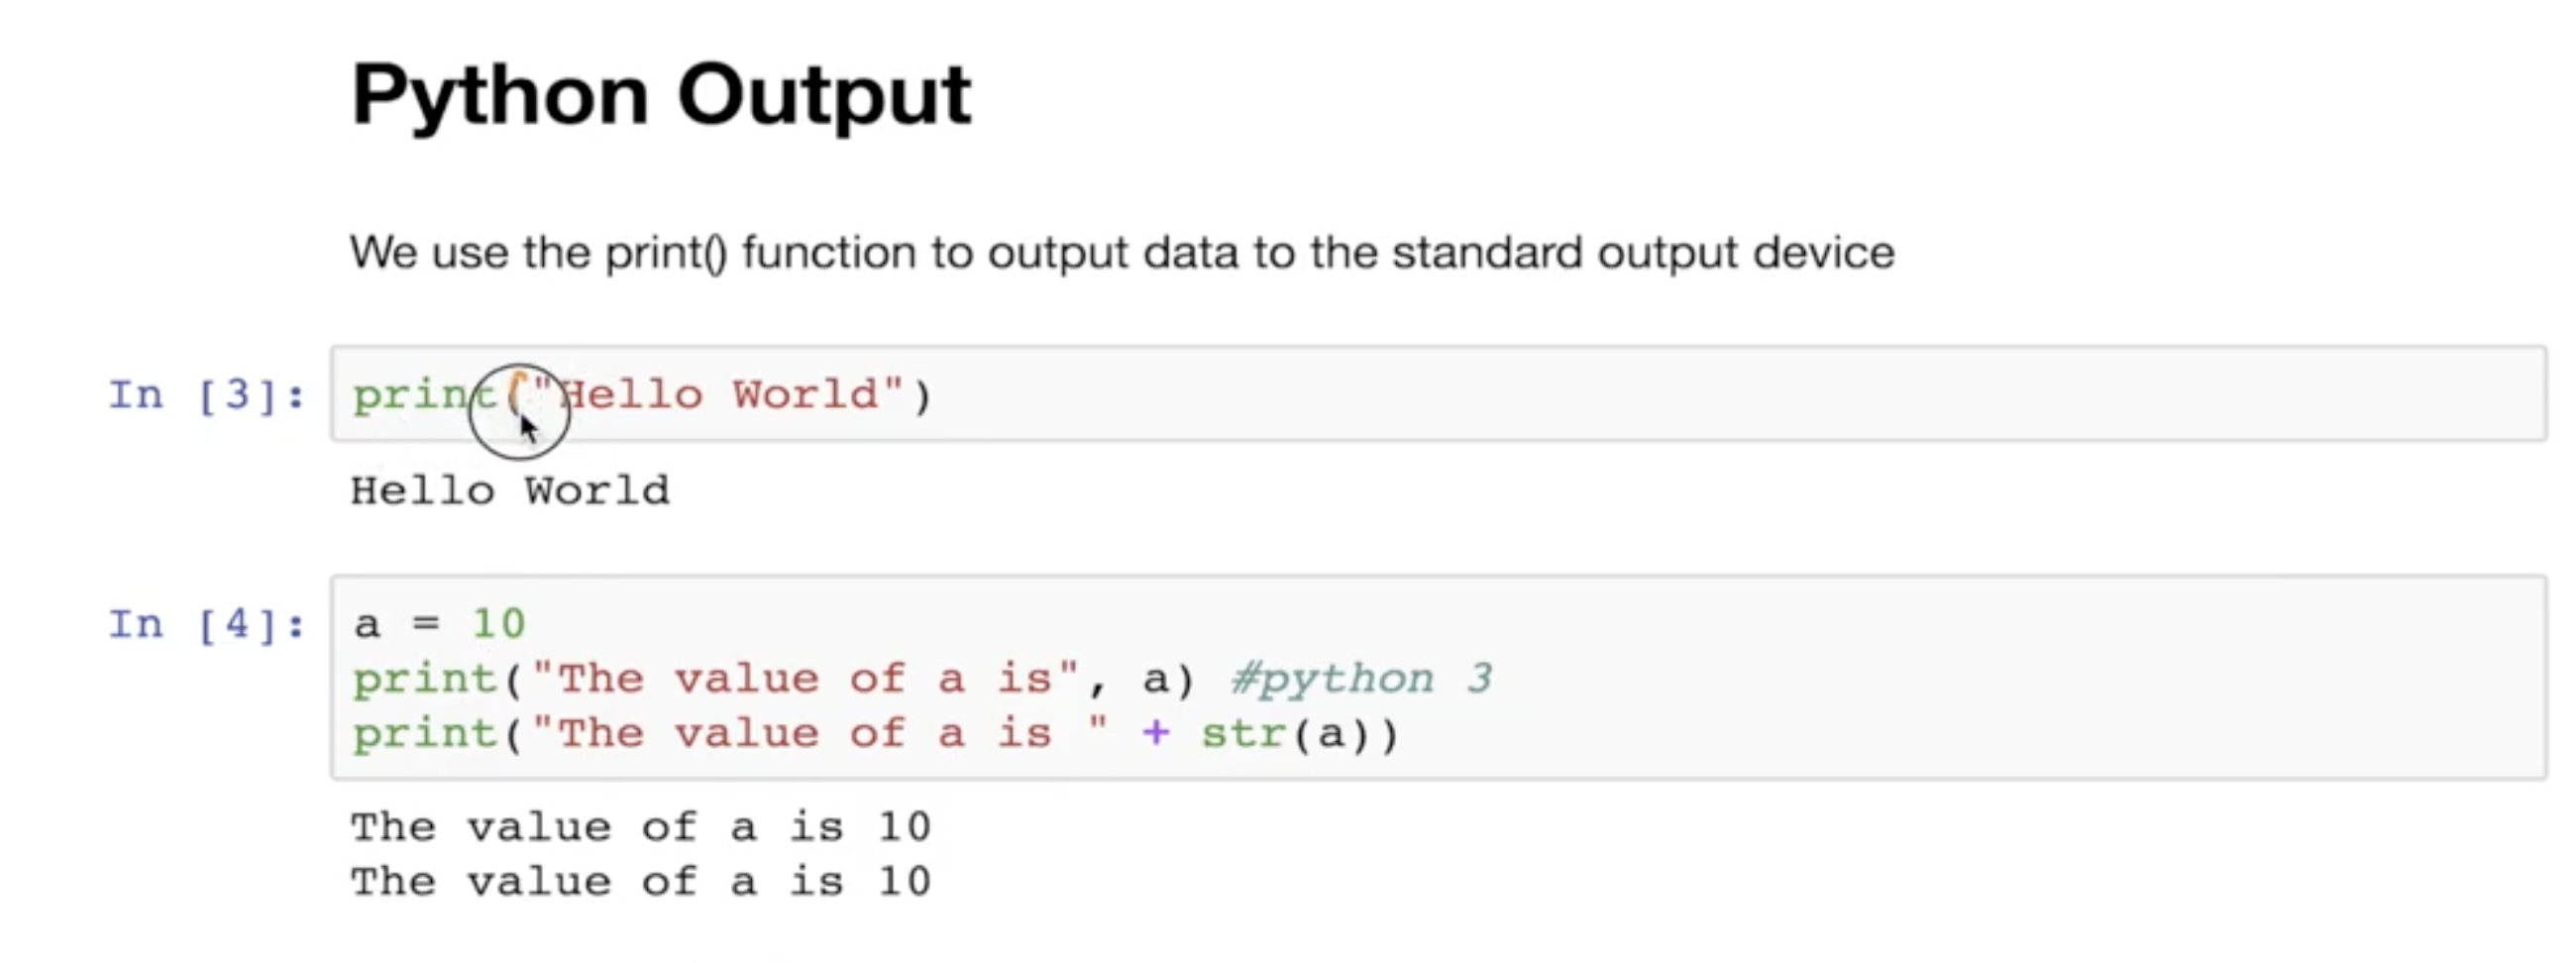 Python Output
We use the print() function to output data to the standard output device
In [3]: print("Hello World")
Hello World
In [4]: a = 10
print("The value of a is", a) #python 3
print("The value of a is " + str(a))
The value of a is 10
The value of a is 10